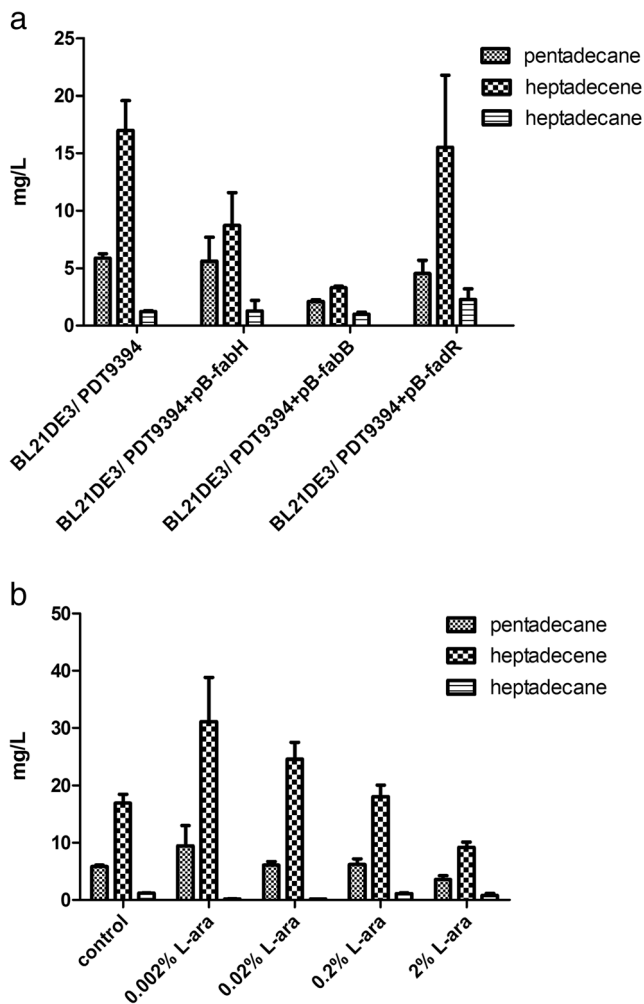 a
25
20
15
10
5
0
mg/L
pentadecane
heptadecene
heptadecane
BL21DE3/ PDT9394
BL21DE3/ PDT9394+pB-fabH
BL21DE3/ PDT9394+pB-fabB
BL21DE3/ PDT9394+pB-fadR
b
50
40
30
20
10
0
mg/L
pentadecane
heptadecene
heptadecane
control
0.002% L-ara
0.02% L-ara
0.2% L-ara
2% L-ara